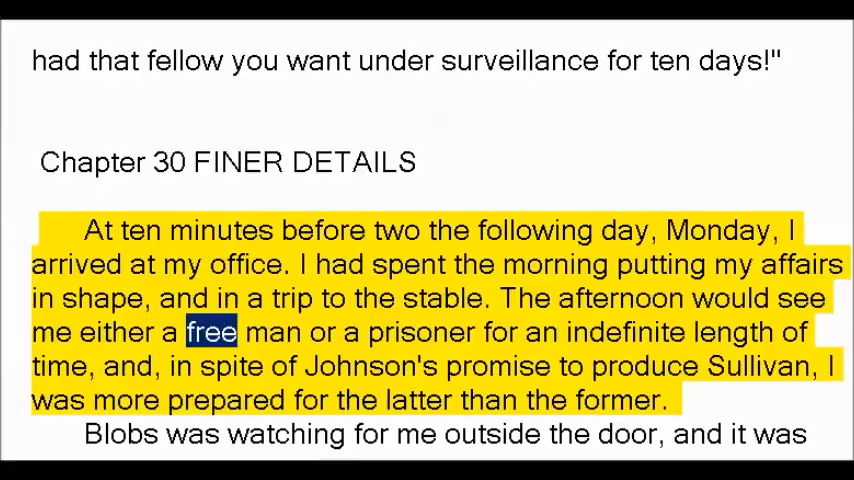 had that fellow you want under surveillance for ten days!"
Chapter 30 FINER DETAILS
At ten minutes before two the following day, Monday, I
arrived at my office. I had spent the morning putting my affairs
in shape, and in a trip to the stable. The afternoon would see
me either a free man or a prisoner for an indefinite length of
time, and, in spite of Johnson's promise to produce Sullivan, I
was more prepared for the latter than the former.
Blobs was watching for me outside the door, and it was